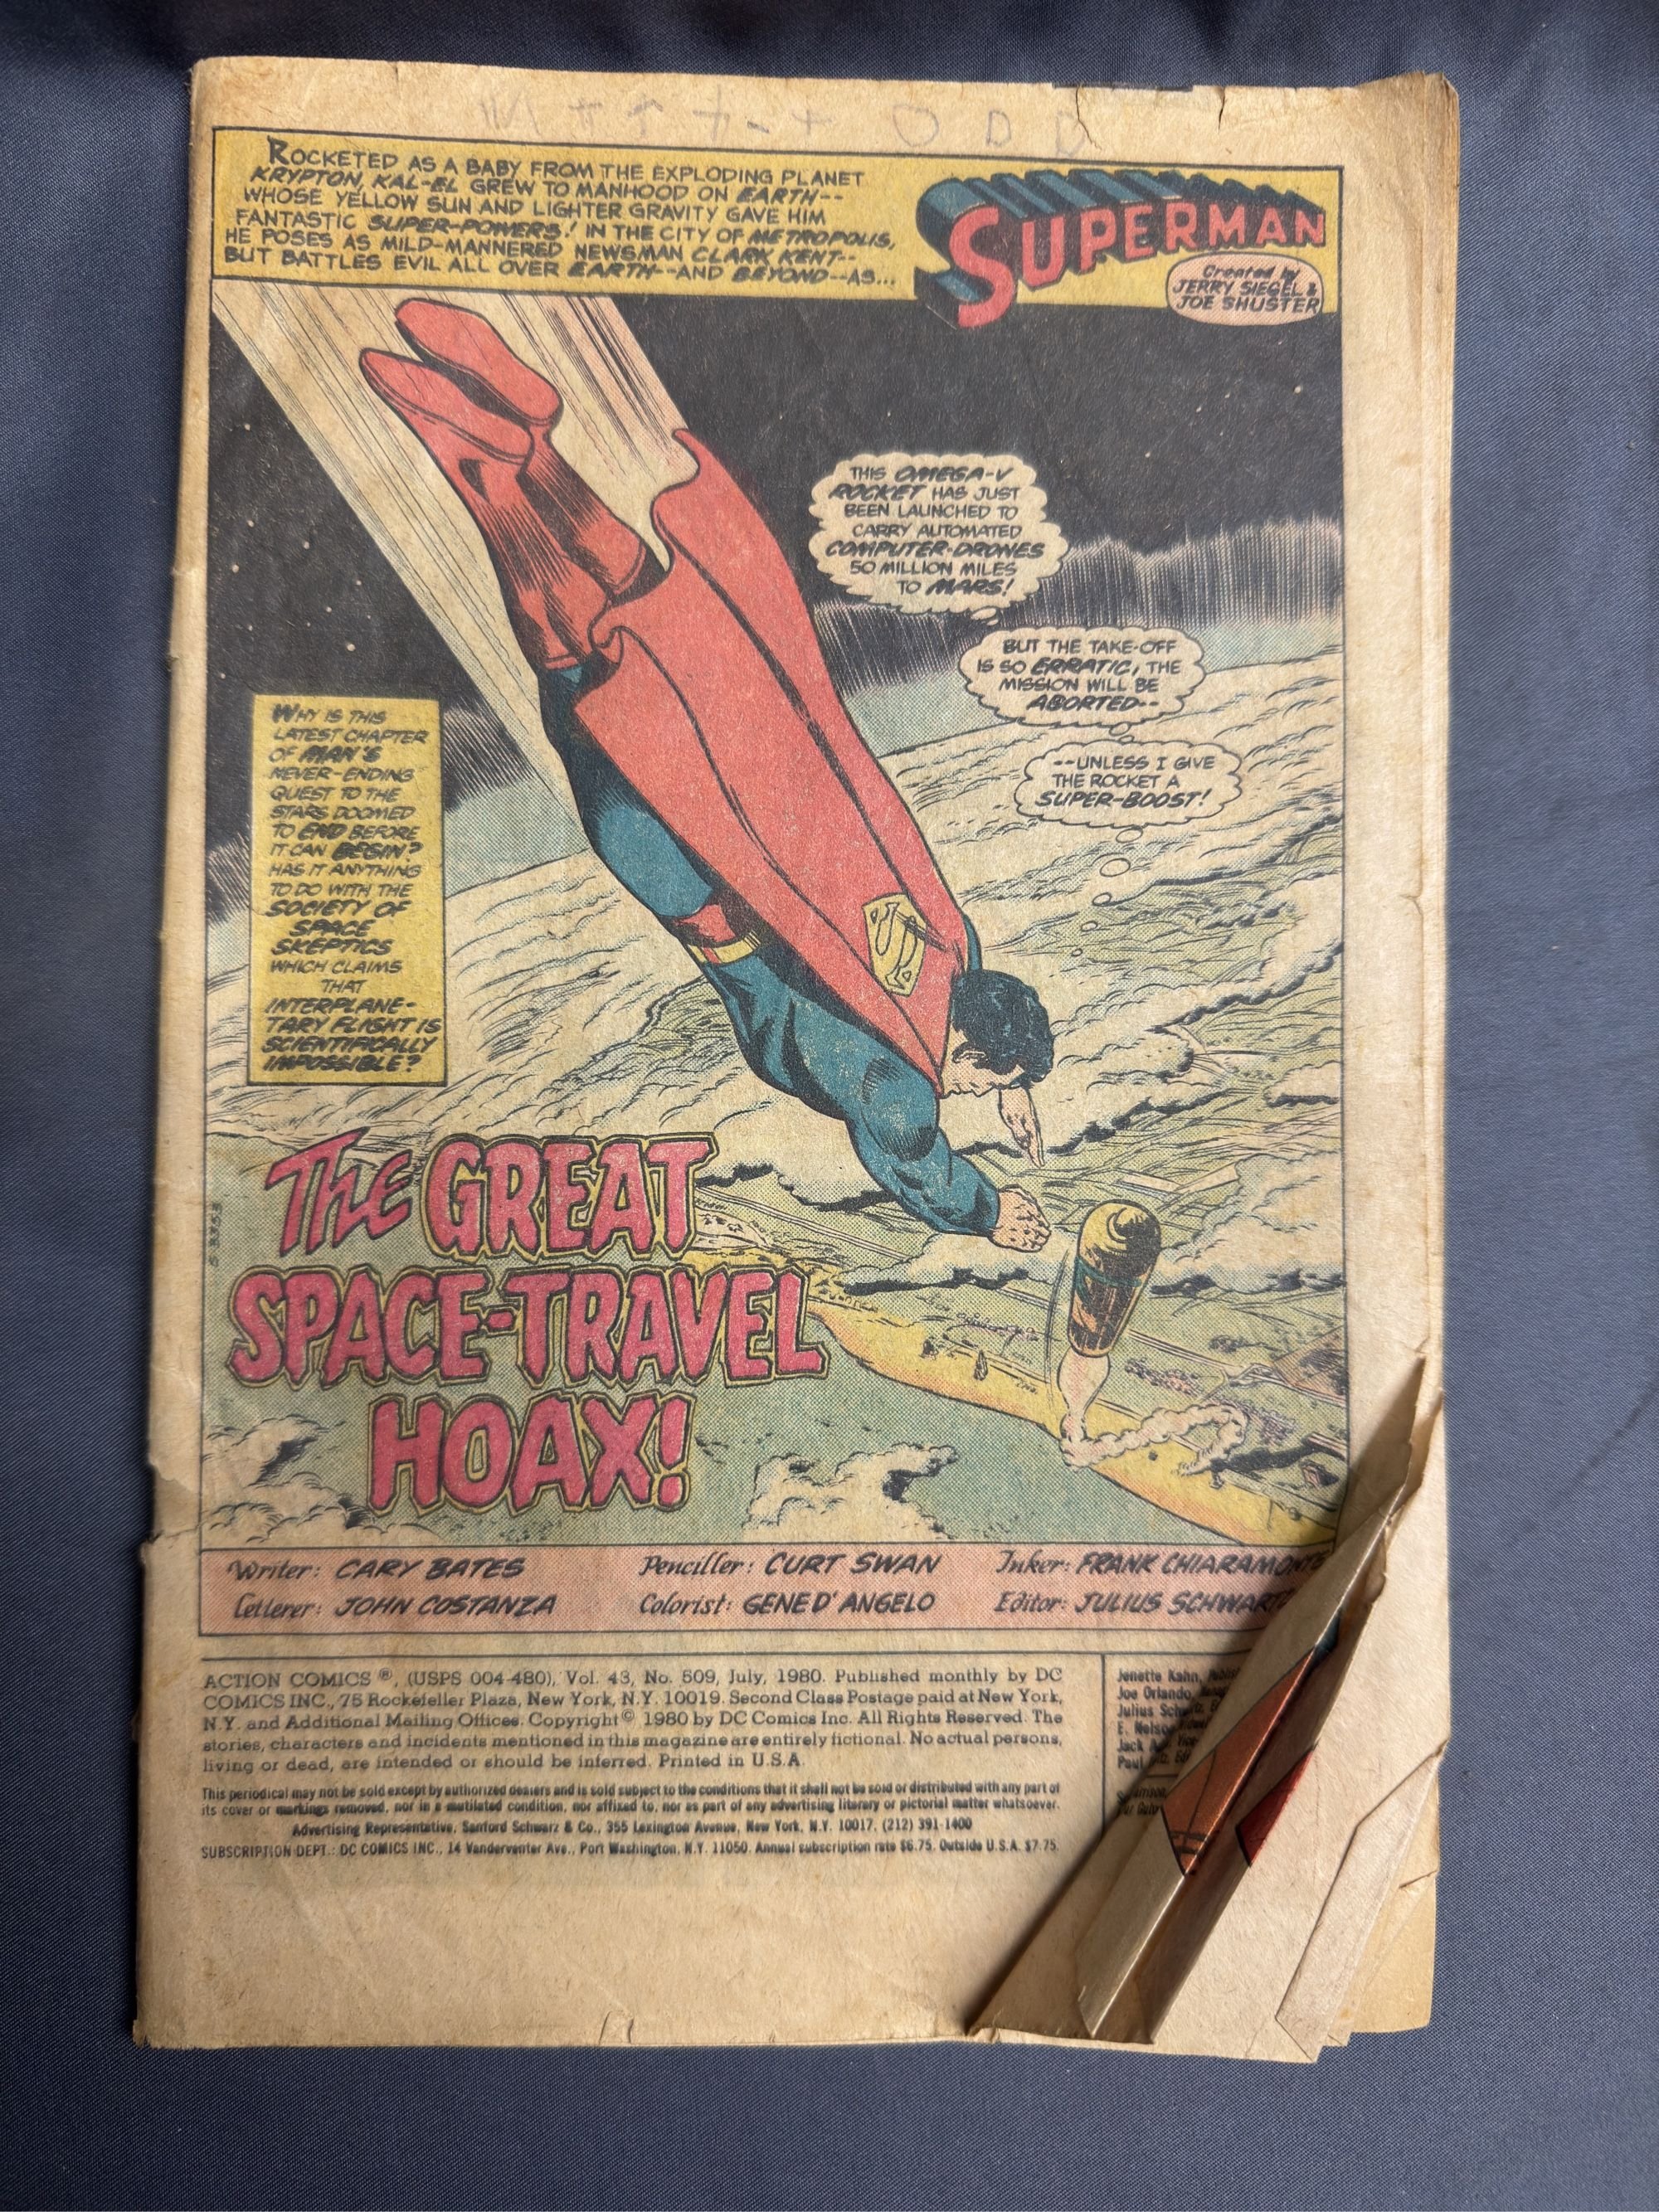 ROCKETED AS A BABY FROM THE EXPLODING PLANET
KRYPTON, KAL-EL GREW TO MANHOOD ON EARTH--
WHOSE YELLOW SUN AND LIGHTER GRAVITY GAVE HIM
FANTASTIC SUPER-POWERS! IN THE CITY OF METROPOLIS,
HE POSES AS MILD-MANNERED NEWSMAN CLARK KENT--
BUT BATTLES EVIL ALL OVER EARTH--AND BEYOND--AS...
SUPERMAN
Created by
JERRY SIEGEL &
JOE SHUSTER
THIS OMEGA-V
ROCKET HAS JUST
BEEN LAUNCHED TO
CARRY AUTOMATED
COMPUTER-DRONES
50 MILLION MILES
TO MARS!
BUT THE TAKE-OFF
IS SO ERRATIC, THE
MISSION WILL BE
ABORTED--
--UNLESS I GIVE
THE ROCKET A
SUPER-BOOST!
WHY IS THIS
LATEST CHAPTER
OF MAN'S
NEVER-ENDING
QUEST TO THE
STARS DOOMED
TO END BEFORE
IT CAN BEGIN?
HAS IT ANYTHING
TO DO WITH THE
SOCIETY OF
SPACE
SKEPTICS
WHICH CLAIMS
THAT
INTERPLANE-
TARY FLIGHT IS
SCIENTIFICALLY
IMPOSSIBLE?
THE GREAT
SPACE-TRAVEL
HOAX!
Writer: CARY BATES
Penciller: CURT SWAN
Inker: FRANK CHIARAMONTE
Letterer: JOHN COSTANZA
Colorist: GENE D'ANGELO
Editor: JULIUS SCHWARTZ
ACTION COMICS ®, (USPS 004-480), Vol. 43, No. 509, July, 1980. Published monthly by DC
COMICS INC., 75 Rockefeller Plaza, New York, N.Y. 10019. Second Class Postage paid at New York,
N.Y. and Additional Mailing Offices. Copyright © 1980 by DC Comics Inc. All Rights Reserved. The
stories, characters and incidents mentioned in this magazine are entirely fictional. No actual persons,
living or dead, are intended or should be inferred. Printed in U.S.A.
This periodical may not be sold except by authorized dealers and is sold subject to the conditions that it shall not be sold or distributed with any part of
its cover or markings removed, nor in a mutilated condition, nor affixed to, nor as part of any advertising literary or pictorial matter whatsoever.
Advertising Representative, Sanford Schwarz & Co., 355 Lexington Avenue, New York, N.Y. 10017, (212) 391-1400
SUBSCRIPTION DEPT.: DC COMICS INC., 14 Vanderventer Ave., Port Washington, N.Y. 11050. Annual subscription rate $6.75. Outside U.S.A. $7.75.
Jenette Kahn,
Joe Orlando,
Julius
E.
Jack
Paul